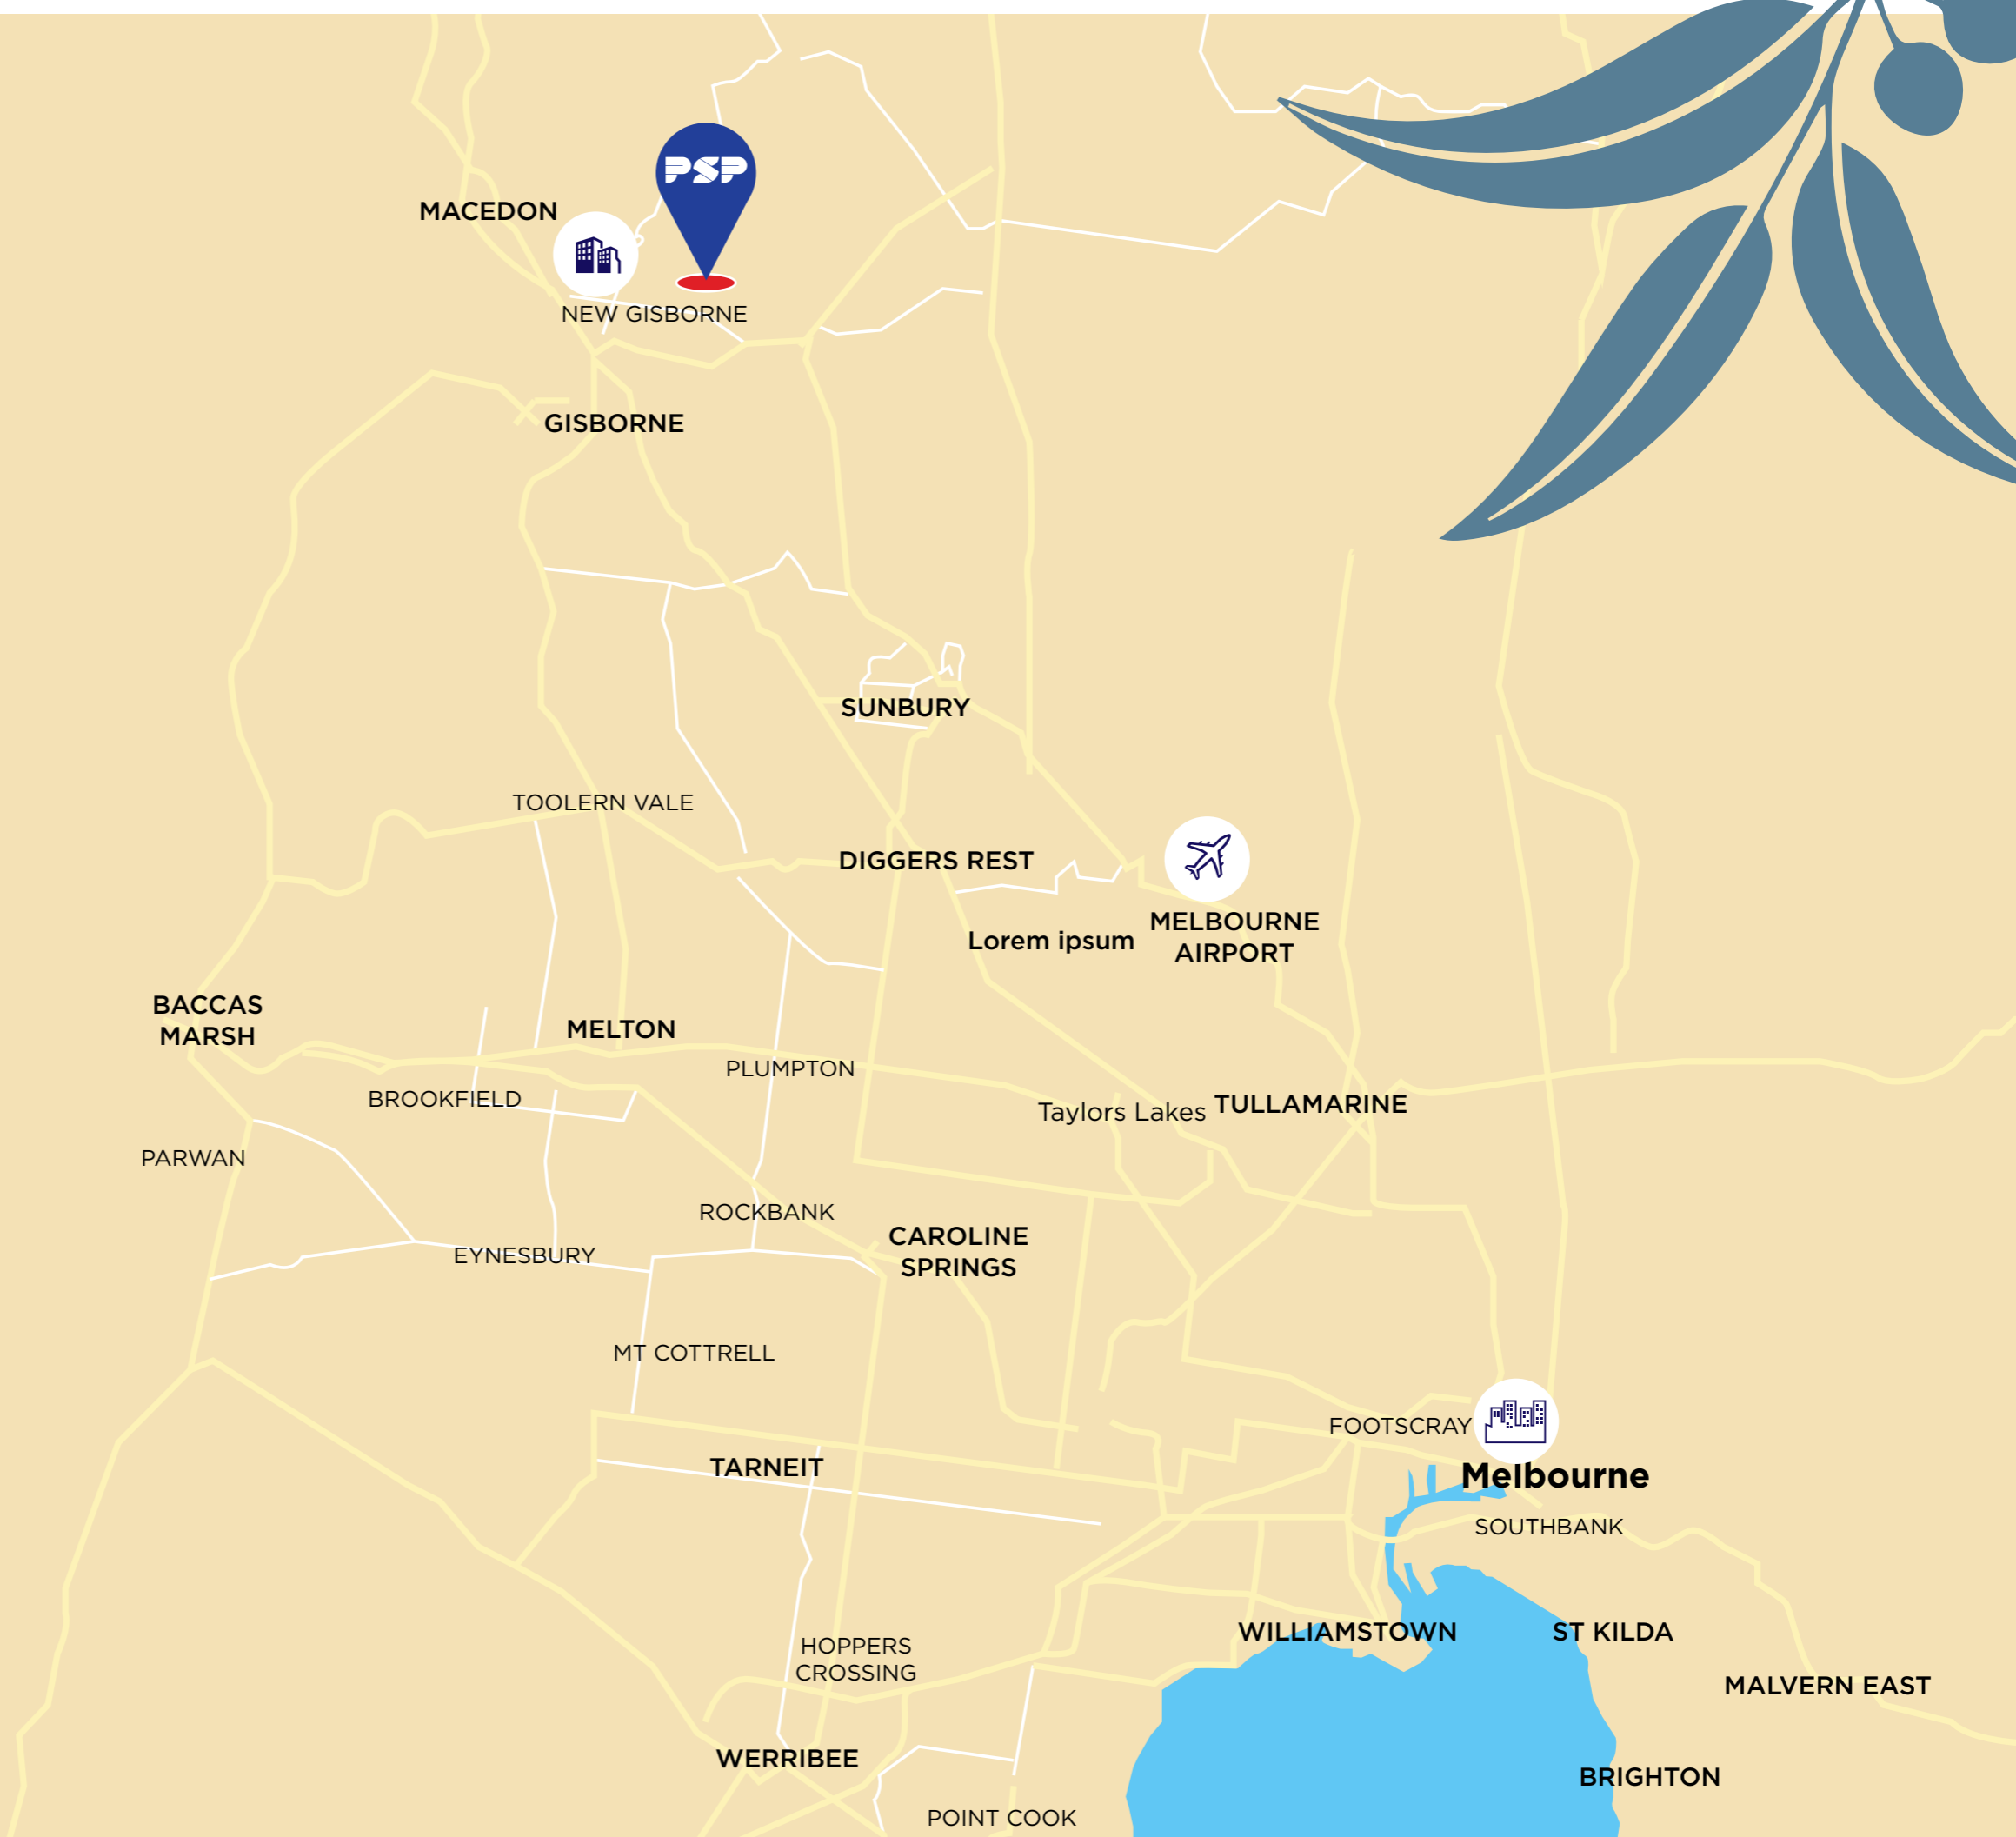 PSP
MACEDON
NEW GISBORNE
GISBORNE
SUNBURY
TOOLERN VALE
DIGGERS REST
Lorem ipsum
MELBOURNE
AIRPORT
BACCAS
MARSH
MELTON
PLUMPTON
BROOKFIELD
Taylors Lakes
TULLAMARINE
PARWAN
ROCKBANK
CAROLINE
SPRINGS
EYNESBURY
MT COTTRELL
FOOTSCRAY
TARNEIT
Melbourne
SOUTHBANK
WILLIAMSTOWN
ST KILDA
HOPPERS
CROSSING
MALVERN EAST
WERRIBEE
BRIGHTON
POINT COOK